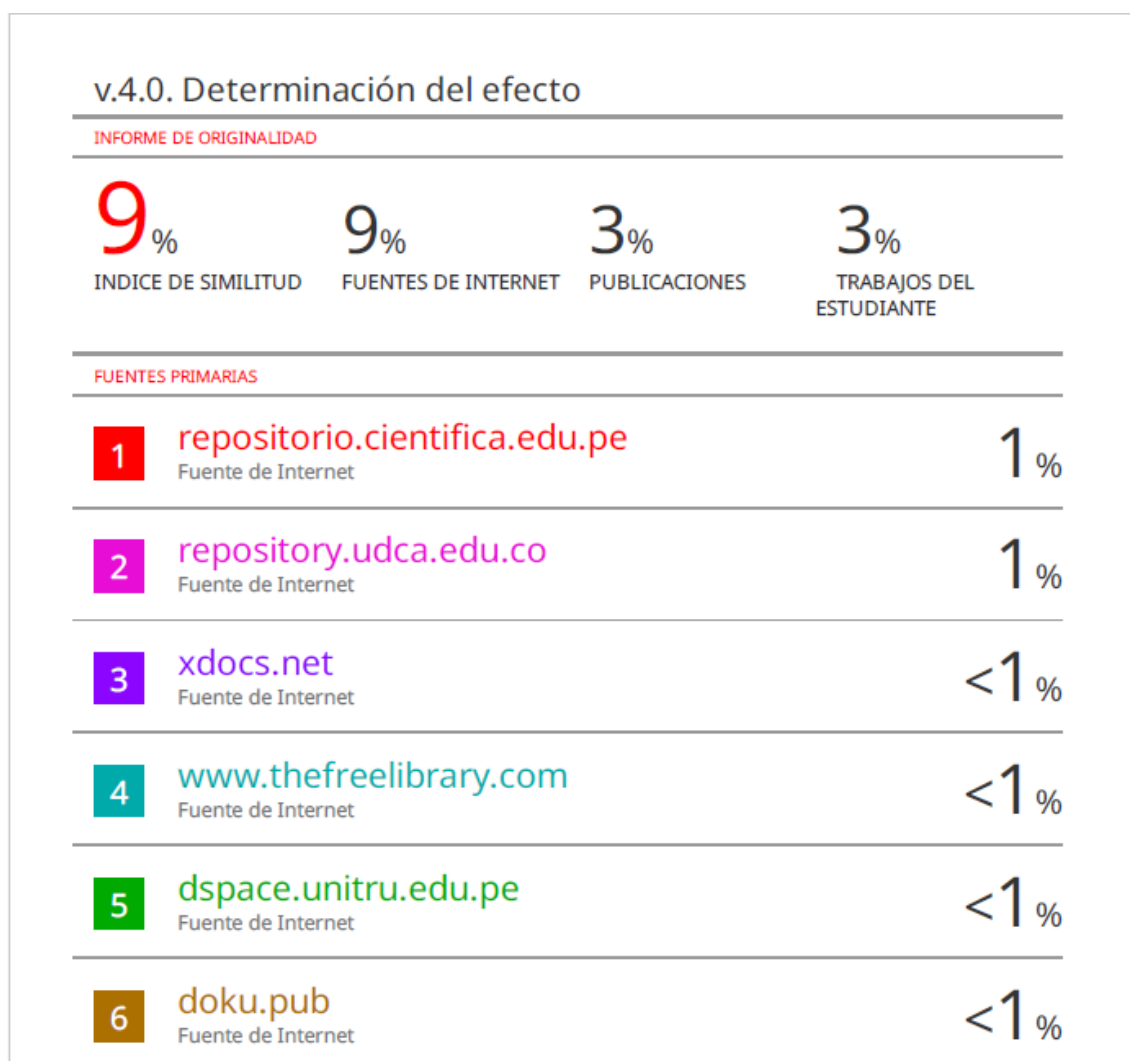 v.4.0. Determinación del efecto
INFORME DE ORIGINALIDAD
9% 9% 3% 3%
INDICE DE SIMILITUD FUENTES DE INTERNET PUBLICACIONES TRABAJOS DEL
ESTUDIANTE
FUENTES PRIMARIAS
1 repositorio.cientifica.edu.pe 1%
Fuente de Internet
2 repository.udca.edu.co 1%
Fuente de Internet
3 xdocs.net <1%
Fuente de Internet
4 www.thefreelibrary.com <1%
Fuente de Internet
5 dspace.unitru.edu.pe <1%
Fuente de Internet
6 doku.pub <1%
Fuente de Internet